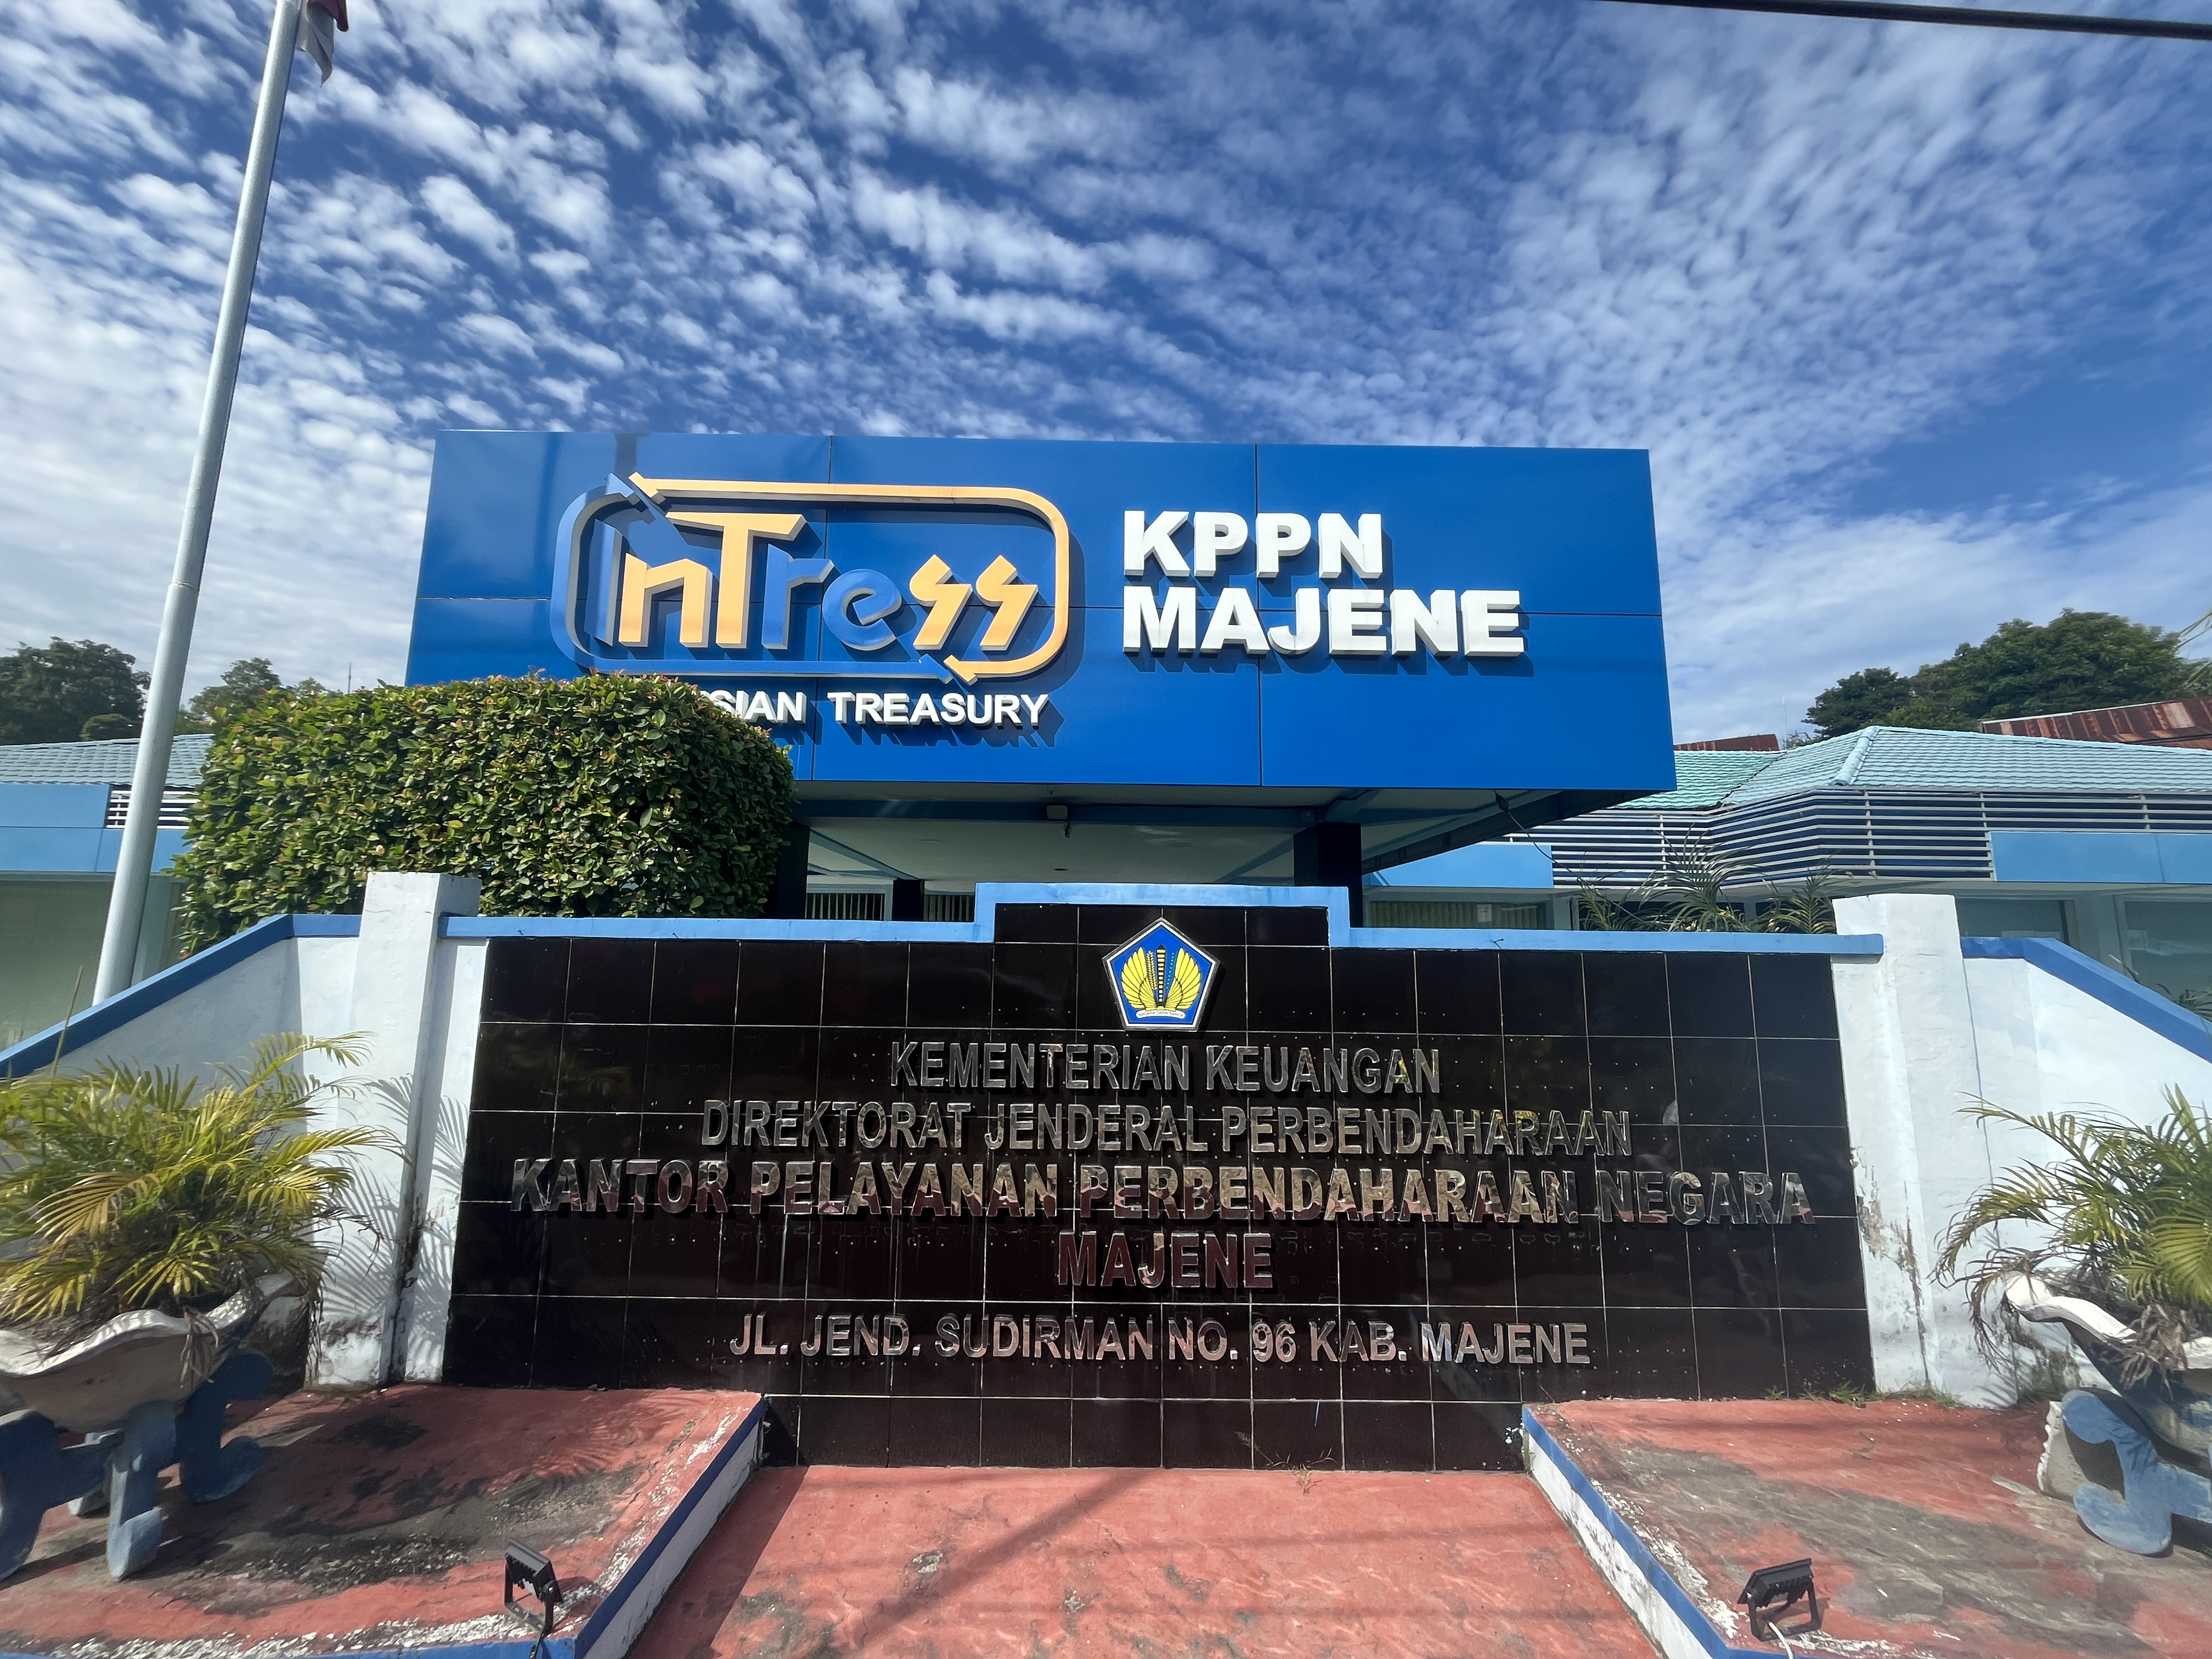 InTress
SIAN TREASURY
KPPN
MAJENE
KEMENTERIAN KEUANGAN
DIREKTORAT JENDERAL PERBENDAHARAAN
KANTOR PELAYANAN PERBENDAHARAAN NEGARA
MAJENE
JL. JEND. SUDIRMAN NO. 96 KAB. MAJENE